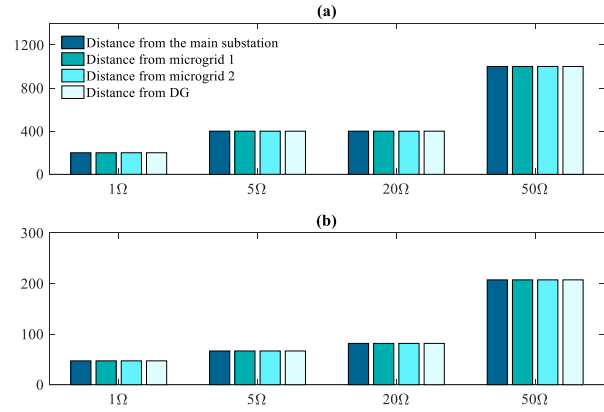 (a)
1200
800
400
0
Distance from the main substation
Distance from microgrid 1
Distance from microgrid 2
Distance from DG
1Ω 5Ω 20Ω 50Ω
(b)
300
200
100
0
1Ω 5Ω 20Ω 50Ω